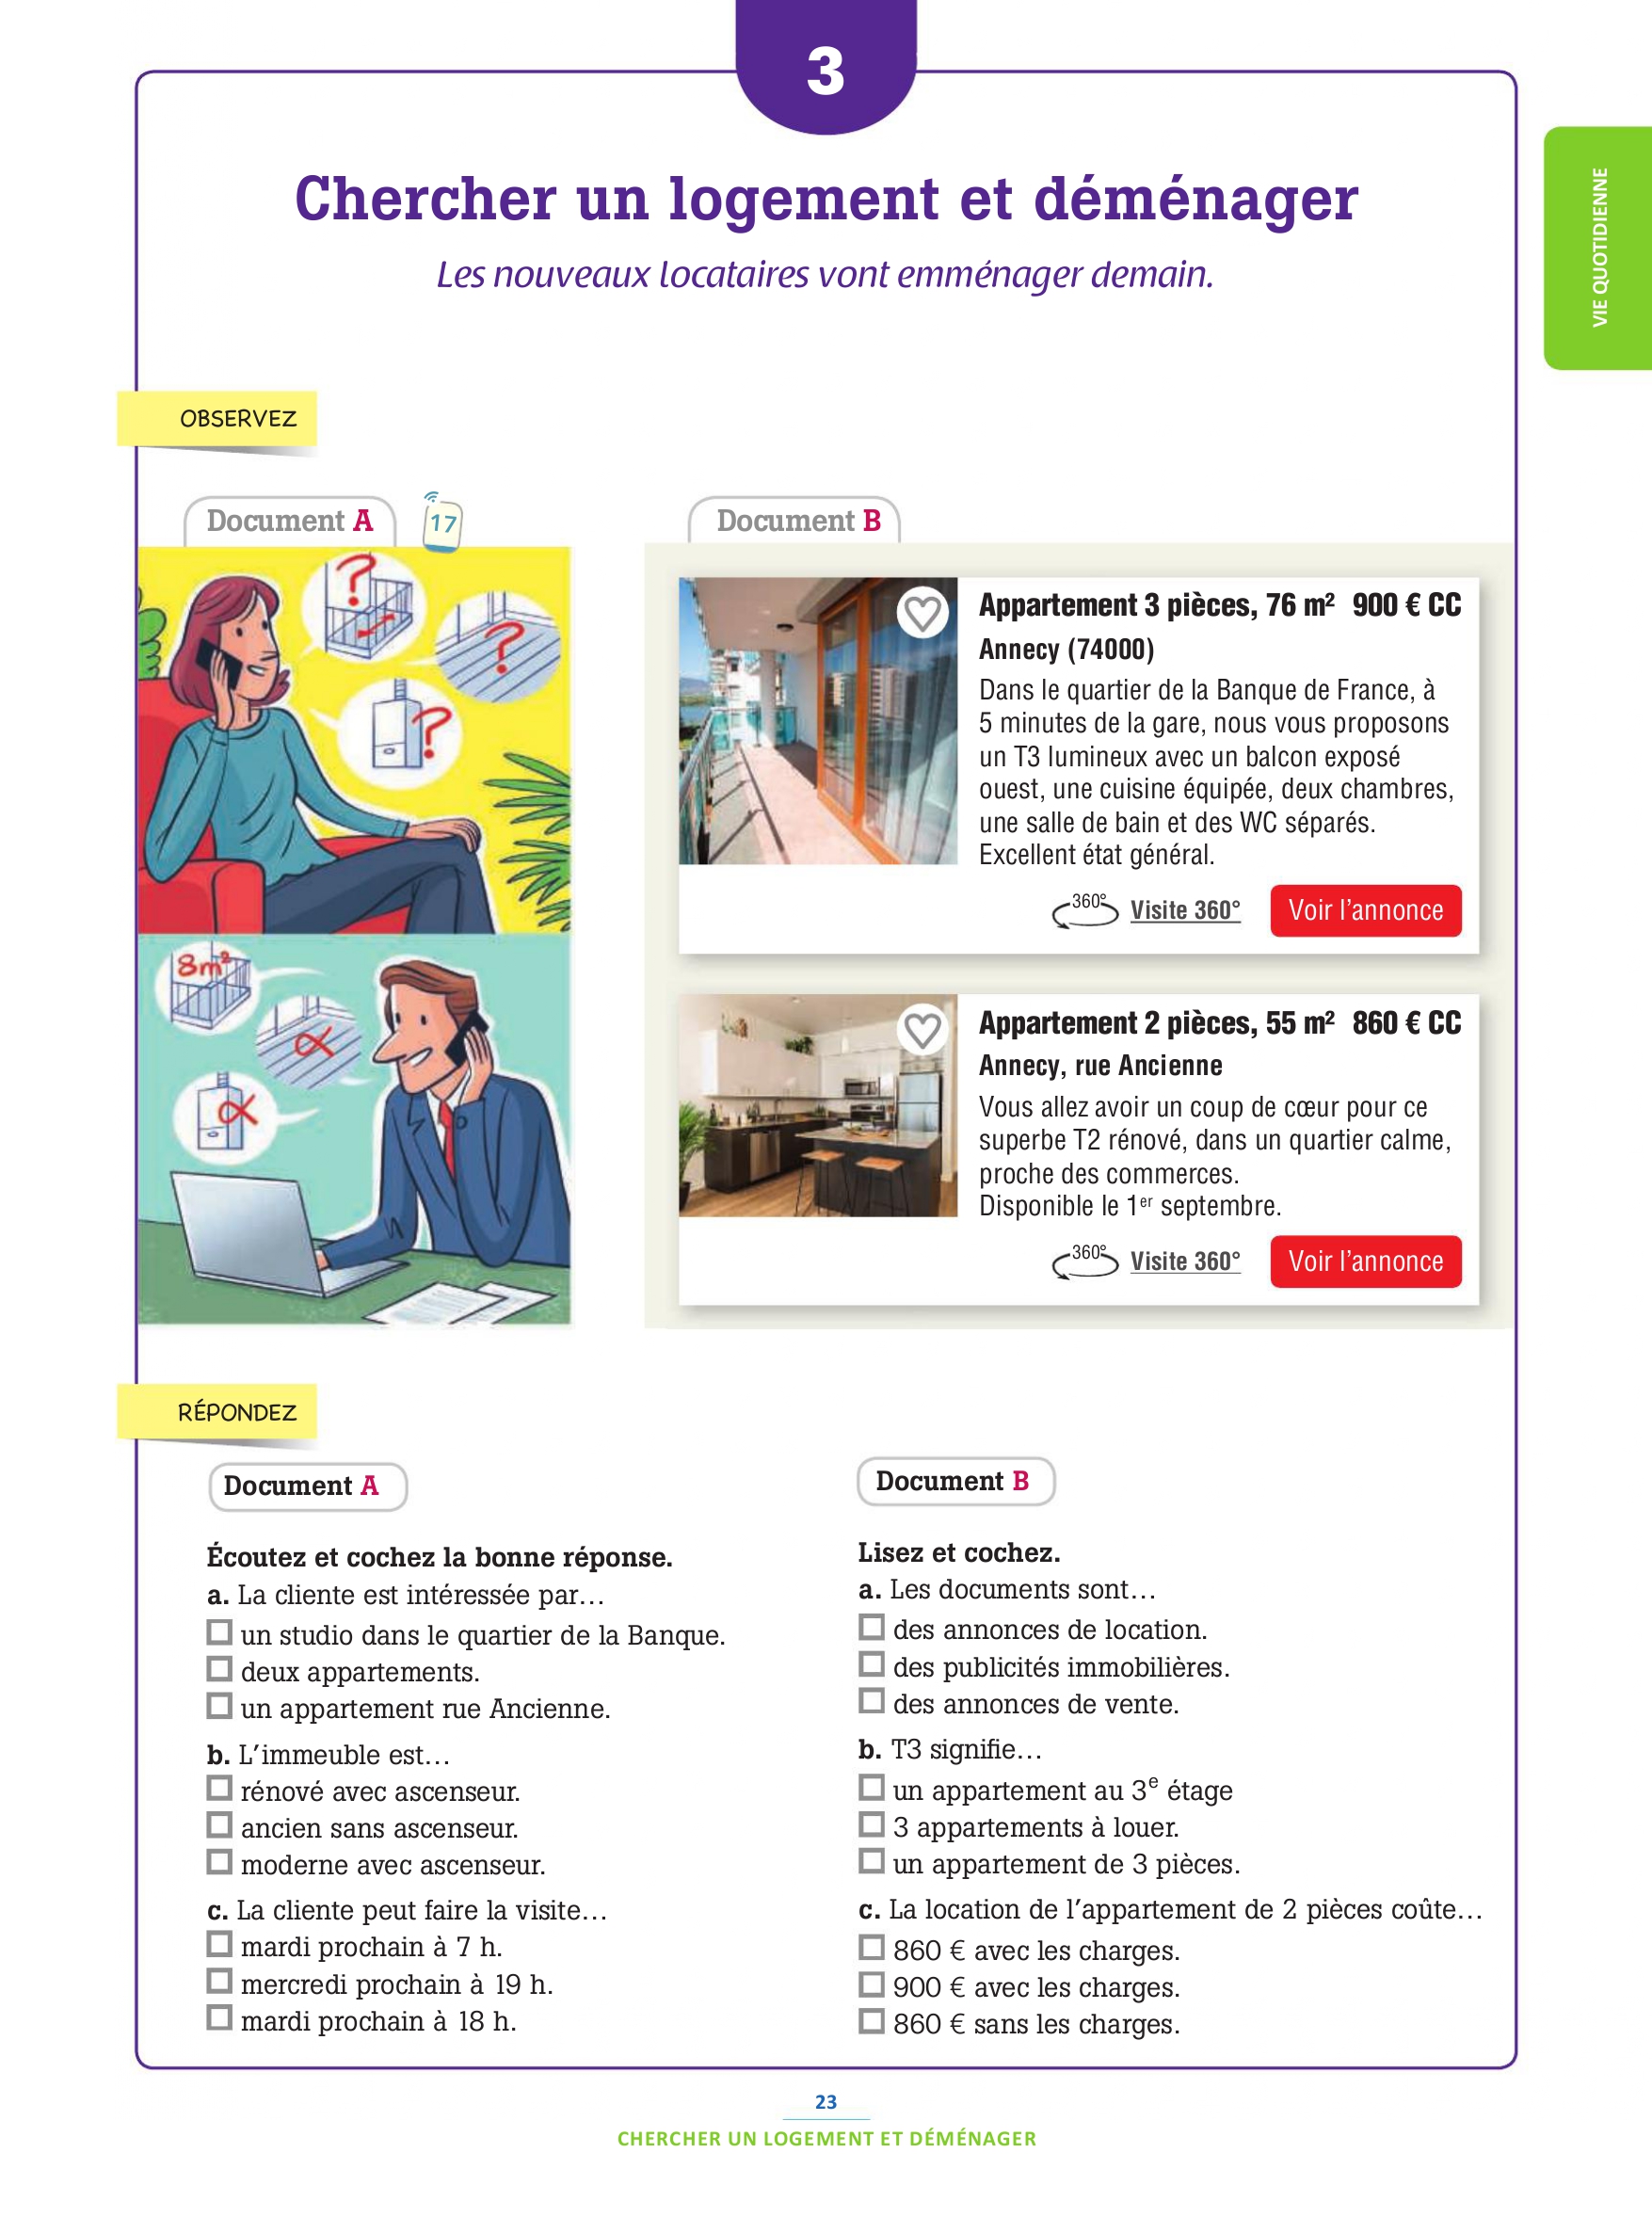 3
Chercher un logement et déménager
Les nouveaux locataires vont emménager demain.
VIE QUOTIDIENNE
OBSERVEZ
Document A
17
?
?
?
8m²
Document B
Appartement 3 pièces, 76 m² 900 € CC
Annecy (74000)
Dans le quartier de la Banque de France, à
5 minutes de la gare, nous vous proposons
un T3 lumineux avec un balcon exposé
ouest, une cuisine équipée, deux chambres,
une salle de bain et des WC séparés.
Excellent état général.
360° Visite 360° Voir l'annonce
Appartement 2 pièces, 55 m² 860 € CC
Annecy, rue Ancienne
Vous allez avoir un coup de cœur pour ce
superbe T2 rénové, dans un quartier calme,
proche des commerces.
Disponible le 1er septembre.
360° Visite 360° Voir l'annonce
RÉPONDEZ
Document A
Écoutez et cochez la bonne réponse.
a. La cliente est intéressée par…
☐ un studio dans le quartier de la Banque.
☐ deux appartements.
☐ un appartement rue Ancienne.
b. L'immeuble est…
☐ rénové avec ascenseur.
☐ ancien sans ascenseur.
☐ moderne avec ascenseur.
c. La cliente peut faire la visite…
☐ mardi prochain à 7 h.
☐ mercredi prochain à 19 h.
☐ mardi prochain à 18 h.
Document B
Lisez et cochez.
a. Les documents sont…
☐ des annonces de location.
☐ des publicités immobilières.
☐ des annonces de vente.
b. T3 signifie…
☐ un appartement au 3e étage
☐ 3 appartements à louer.
☐ un appartement de 3 pièces.
c. La location de l'appartement de 2 pièces coûte…
☐ 860 € avec les charges.
☐ 900 € avec les charges.
☐ 860 € sans les charges.
23
CHERCHER UN LOGEMENT ET DÉMÉNAGER